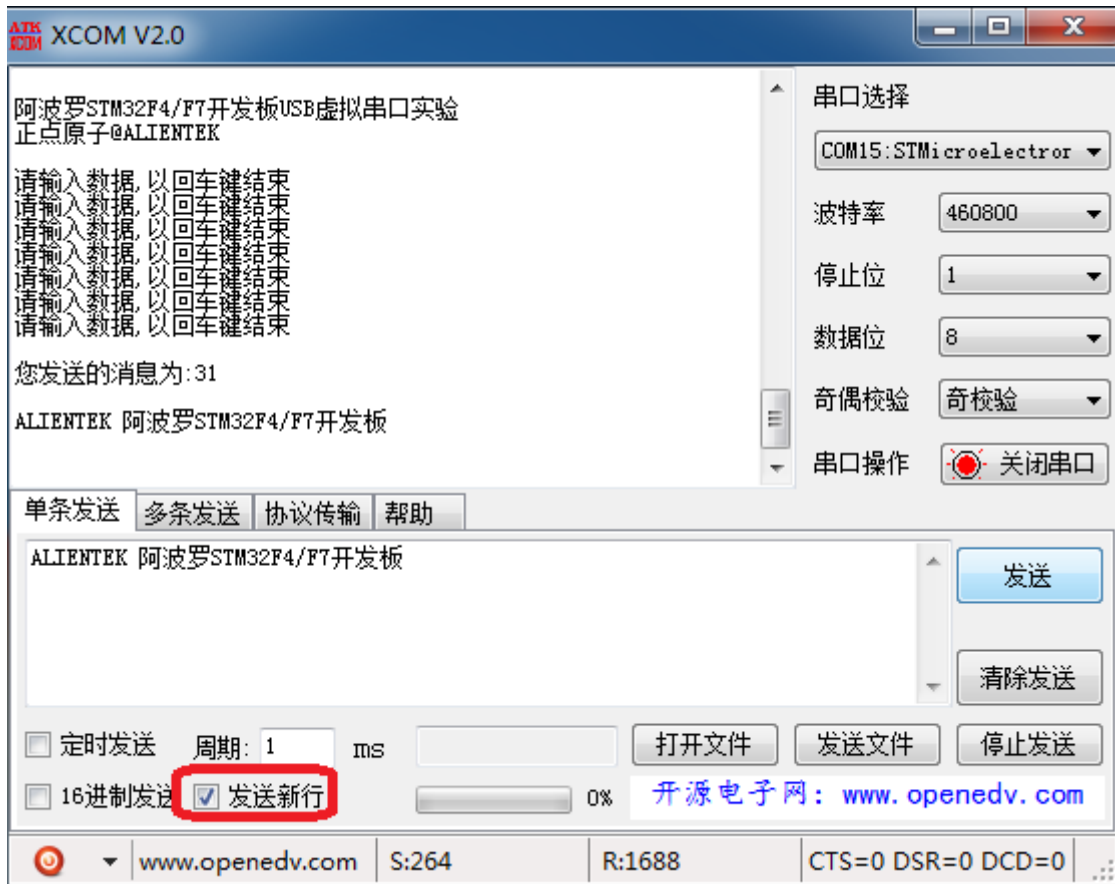 ATK
XCOM
XCOM V2.0
阿波罗STM32F4/F7开发板USB虚拟串口实验
正点原子@ALIENTEK
请输入数据,以回车键结束
请输入数据,以回车键结束
请输入数据,以回车键结束
请输入数据,以回车键结束
请输入数据,以回车键结束
请输入数据,以回车键结束
请输入数据,以回车键结束
您发送的消息为:31
ALIENTEK 阿波罗STM32F4/F7开发板
串口选择
COM15:STMicroelectror
波特率 460800
停止位 1
数据位 8
奇偶校验 奇校验
串口操作 关闭串口
单条发送 多条发送 协议传输 帮助
ALIENTEK 阿波罗STM32F4/F7开发板
发送
清除发送
定时发送 周期: 1 ms 打开文件 发送文件 停止发送
16进制发送 发送新行 0% 开源电子网: www.openedv.com
www.openedv.com S:264 R:1688 CTS=0 DSR=0 DCD=0